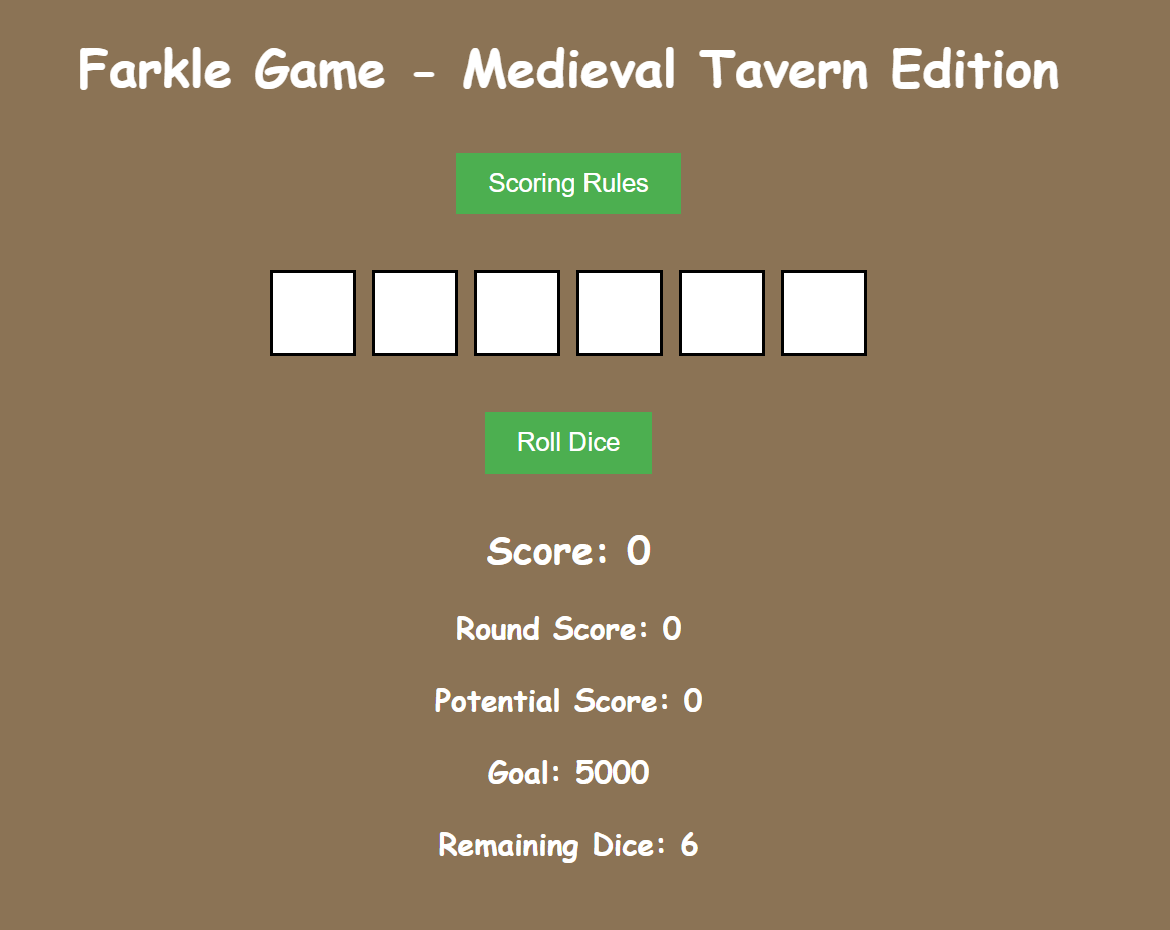 Farkle Game - Medieval Tavern Edition
Scoring Rules
Roll Dice
Score: 0
Round Score: 0
Potential Score: 0
Goal: 5000
Remaining Dice: 6